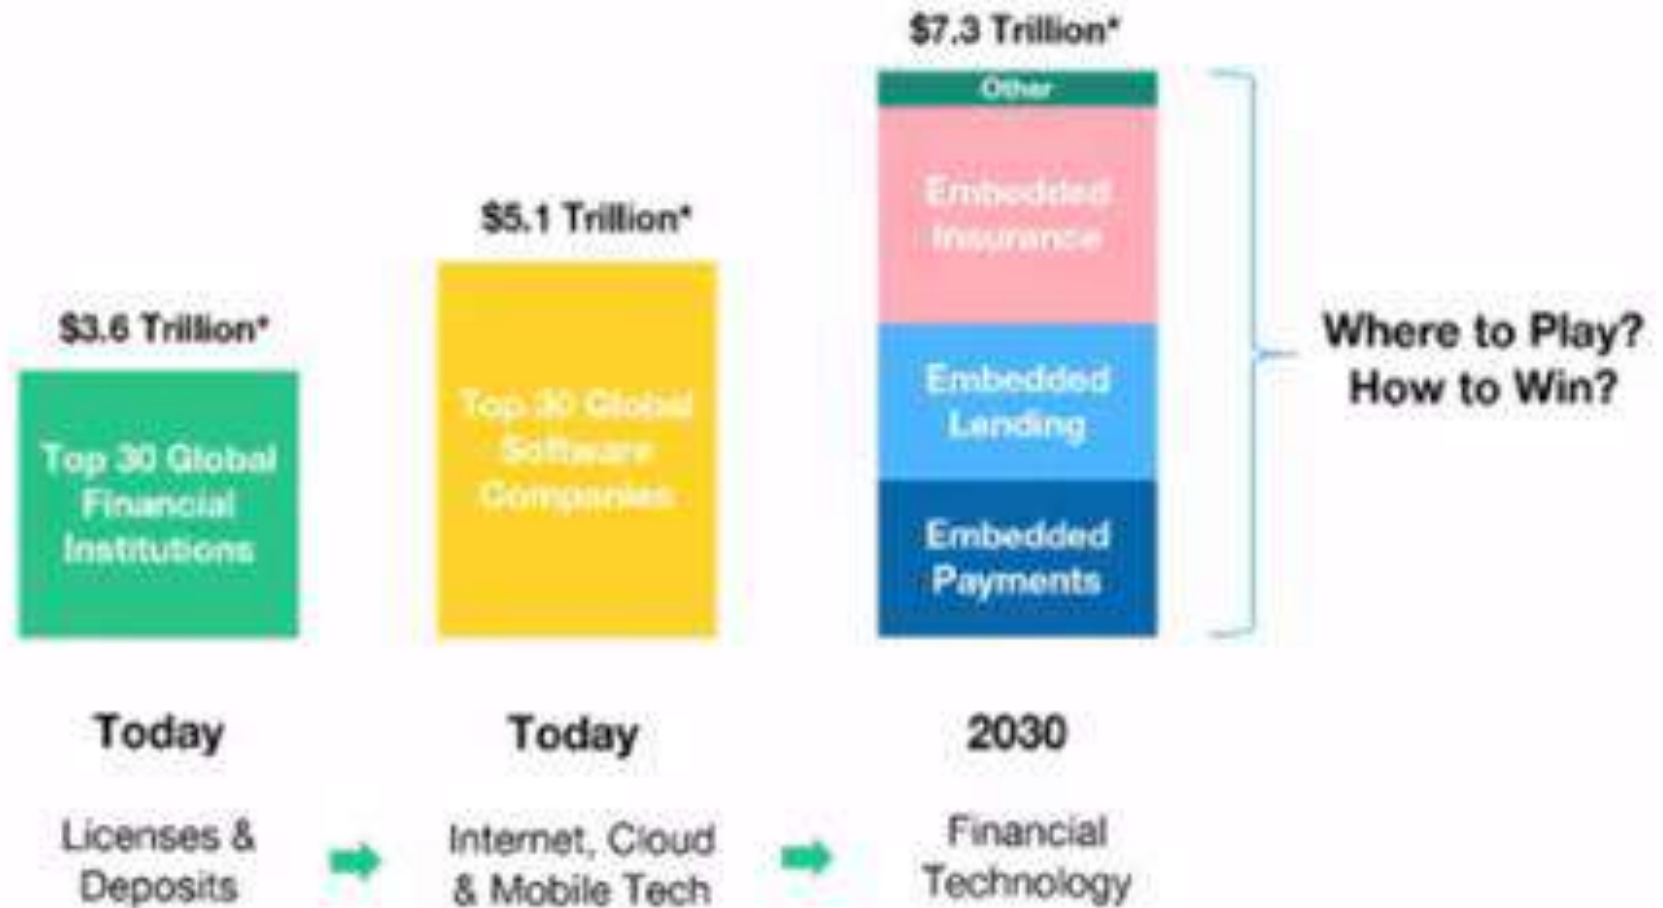 $7.3 Trillion*
Other
Embedded
Insurance
$5.1 Trillion*
Embedded
Lending
$3.6 Trillion*
Top 30 Global
Software
Companies
Where to Play?
How to Win?
Top 30 Global
Financial
Institutions
Embedded
Payments
Today
Today
2030
Licenses &
Deposits
Internet, Cloud
& Mobile Tech
Financial
Technology